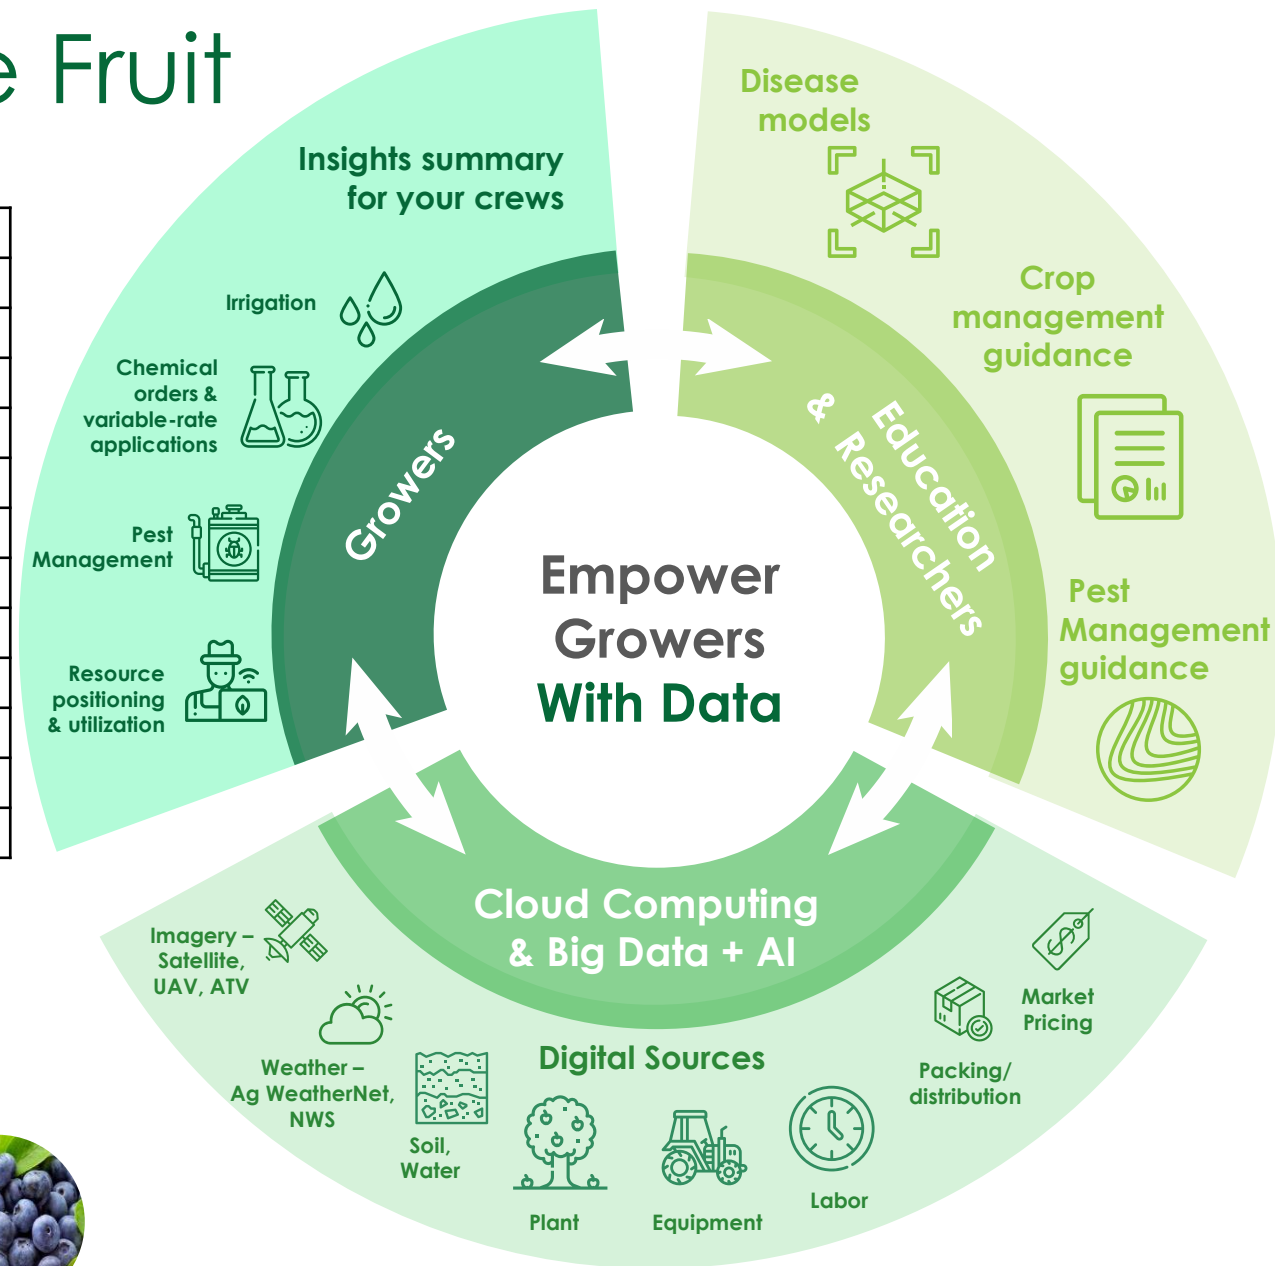 Fruit
Insights summary
for your crews
Irrigation
Chemical
orders &
variable-rate
applications
Pest
Management
Resource
positioning
& utilization
Growers
Disease
models
Crop
management
guidance
Pest
Management
guidance
Education
& Researchers
Empower
Growers
With Data
Cloud Computing
& Big Data + AI
Digital Sources
Imagery –
Satellite,
UAV, ATV
Weather –
Ag WeatherNet,
NWS
Soil,
Water
Plant
Equipment
Labor
Packing/
distribution
Market
Pricing